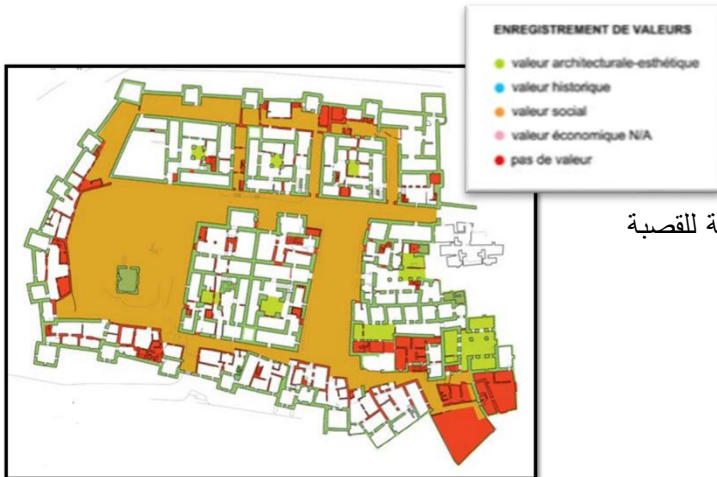 ENREGISTREMENT DE VALEURS
valeur architecturale-esthétique
valeur historique
valeur social
valeur économique N/A
pas de valeur
ة للقصبة